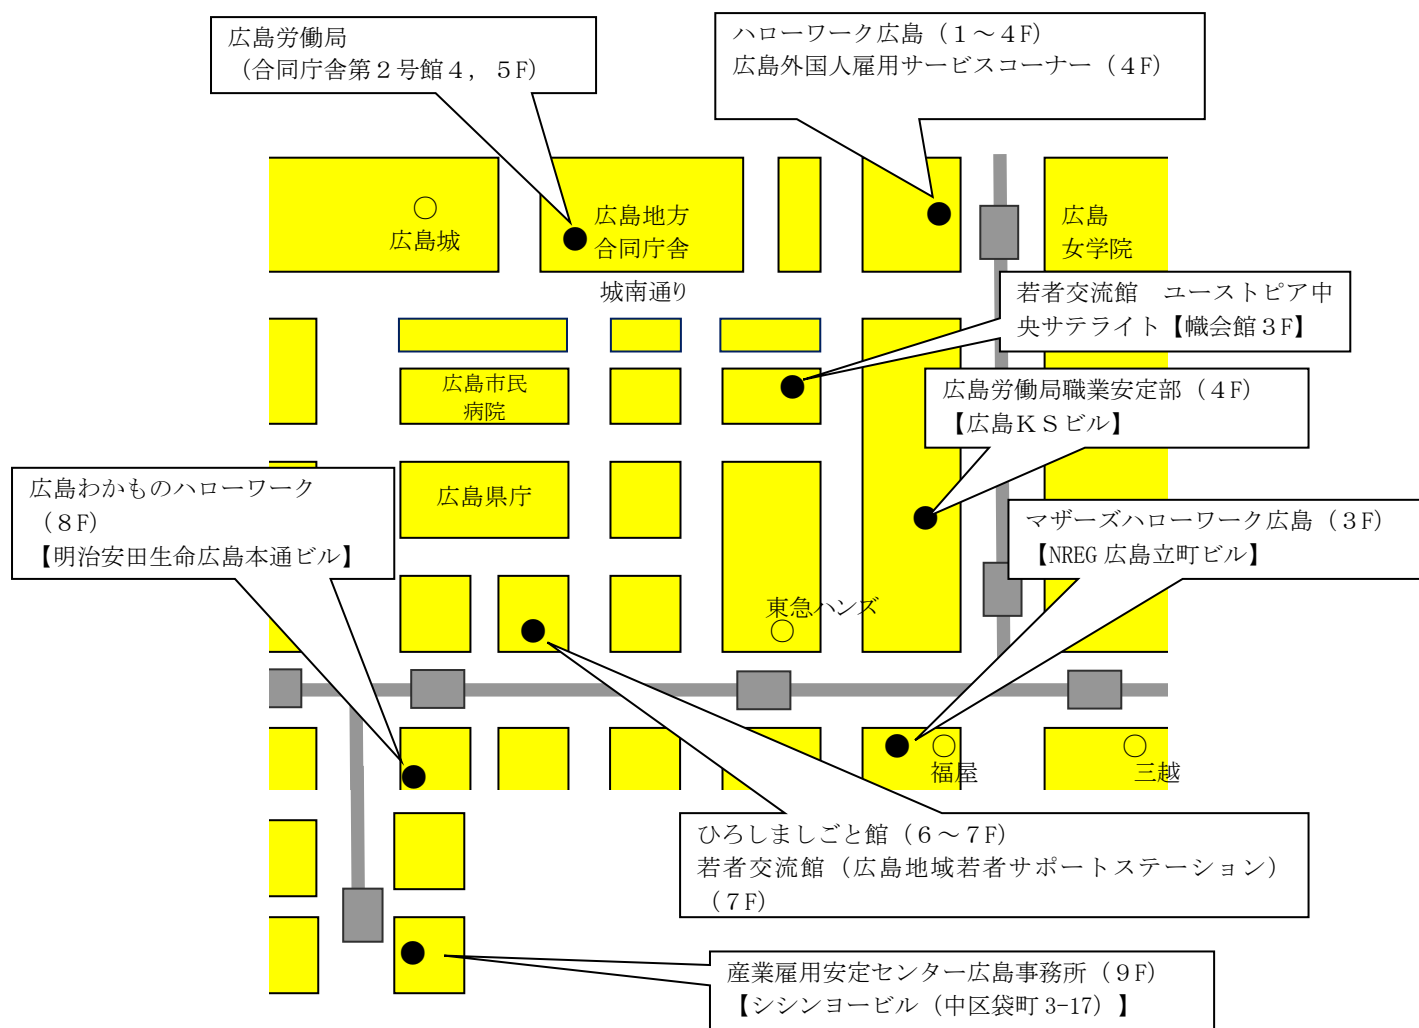 広島労働局
（合同庁舎第２号館４，５F）
ハローワーク広島（１～４F）
広島外国人雇用サービスコーナー（４F）
広島城
広島地方
合同庁舎
広島
女学院
城南通り
若者交流館　ユーストピア中
央サテライト【幟会館３F】
広島市民
病院
広島労働局職業安定部（４F）
【広島ＫＳビル】
広島わかものハローワーク
（８F）
【明治安田生命広島本通ビル】
広島県庁
マザーズハローワーク広島（３F）
【NREG 広島立町ビル】
東急ハンズ
福屋
三越
ひろしましごと館（６～７F）
若者交流館（広島地域若者サポートステーション）
（７F）
産業雇用安定センター広島事務所（９F）
【シシンヨービル（中区袋町 3-17）】